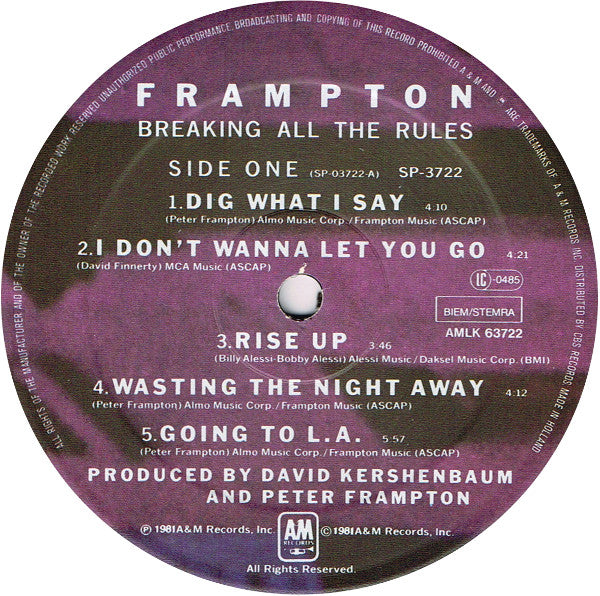 ALL RIGHTS OF THE MANUFACTURER AND OF THE OWNER OF THE RECORDED WORK RESERVED UNAUTHORIZED PUBLIC PERFORMANCE, BROADCASTING AND COPYING OF THIS RECORD PROHIBITED. A & M AND ARE TRADEMARKS OF A & M RECORDS INC. DISTRIBUTED BY CBS RECORDS MADE IN HOLLAND
FRAMPTON
BREAKING ALL THE RULES
SIDE ONE (SP-03722-A) SP-3722
1.DIG WHAT I SAY 4:10
(Peter Frampton) Almo Music Corp./Frampton Music (ASCAP)
2.I DON'T WANNA LET YOU GO 4:21
(David Finnerty) MCA Music (ASCAP)
LC-0485
BIEM/STEMRA
AMLK 63722
3.RISE UP 3:46
(Billy Alessi-Bobby Alessi) Alessi Music / Daksel Music Corp. (BMI)
4.WASTING THE NIGHT AWAY 4:12
(Peter Frampton) Almo Music Corp./Frampton Music (ASCAP)
5.GOING TO L.A. 5 57
(Peter Frampton) Almo Music Corp./Frampton Music (ASCAP)
PRODUCED BY DAVID KERSHENBAUM
AND PETER FRAMPTON
℗ 1981 A&M Records, Inc. AM RECORDS © 1981 A&M Records, Inc.
All Rights Reserved.